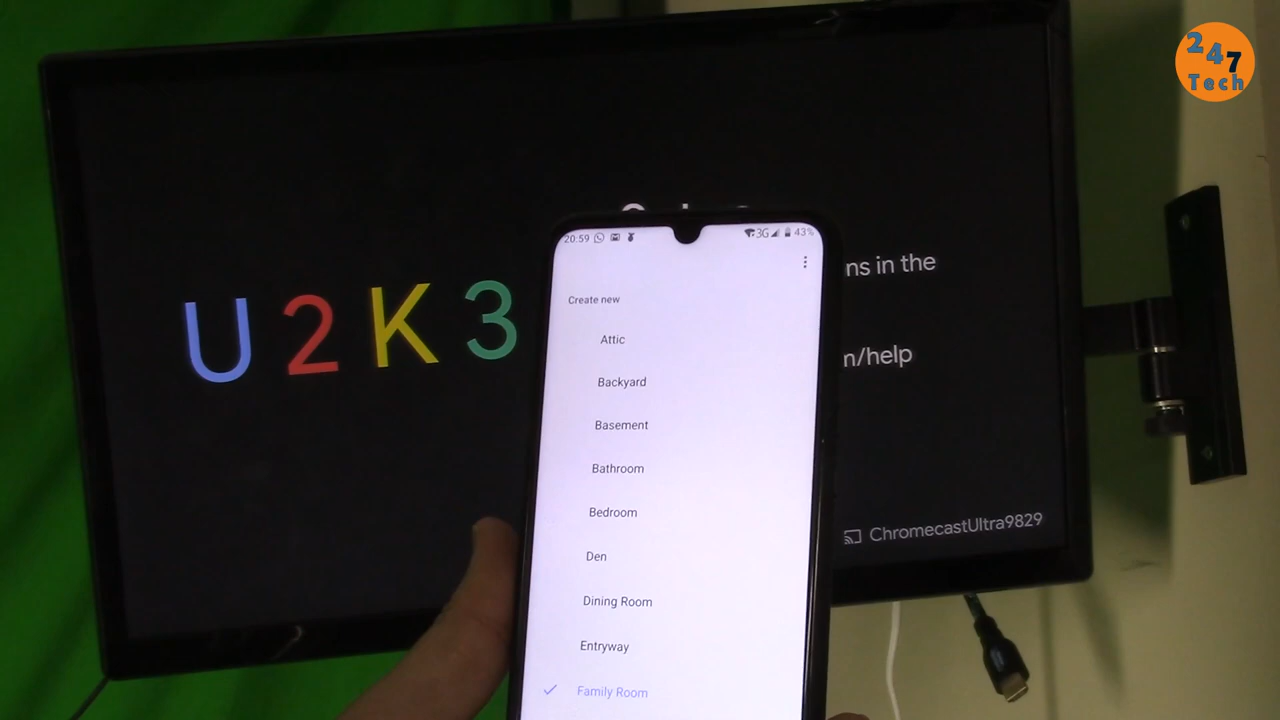 247
Tech
U2K3
ns in the
m/help
ChromecastUltra9829
20:59
3G
43%
Create new
Attic
Backyard
Basement
Bathroom
Bedroom
Den
Dining Room
Entryway
Family Room